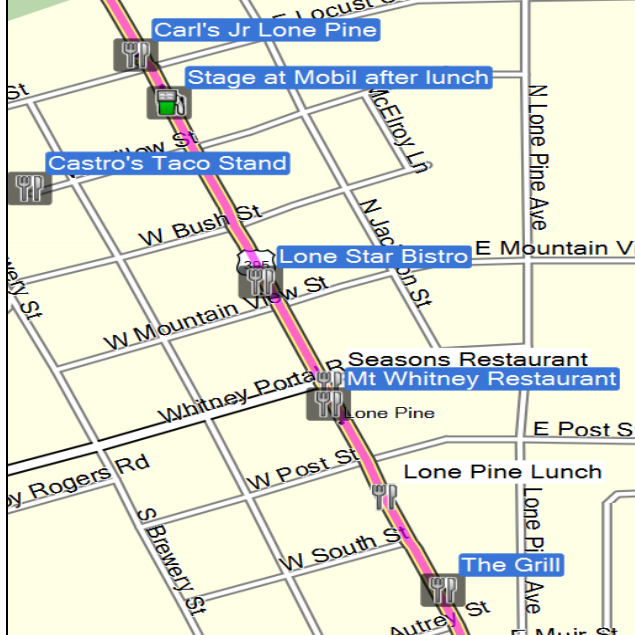 E Locust
Carl's Jr Lone Pine
St
Stage at Mobil after lunch
McElroy Ln
N Lone Pine Ave
St
Castro's Taco Stand
W Bush St
N Jackson St
395
Lone Star Bistro
E Mountain
W Mountain View St
St
Seasons Restaurant
Whitney Portal
Mt Whitney Restaurant
Lone Pine
E Post
Rogers Rd
W Post St
Lone Pine Lunch
S Brewery St
W South St
Lone Pine Ave
The Grill
Autrey St
E Muir St